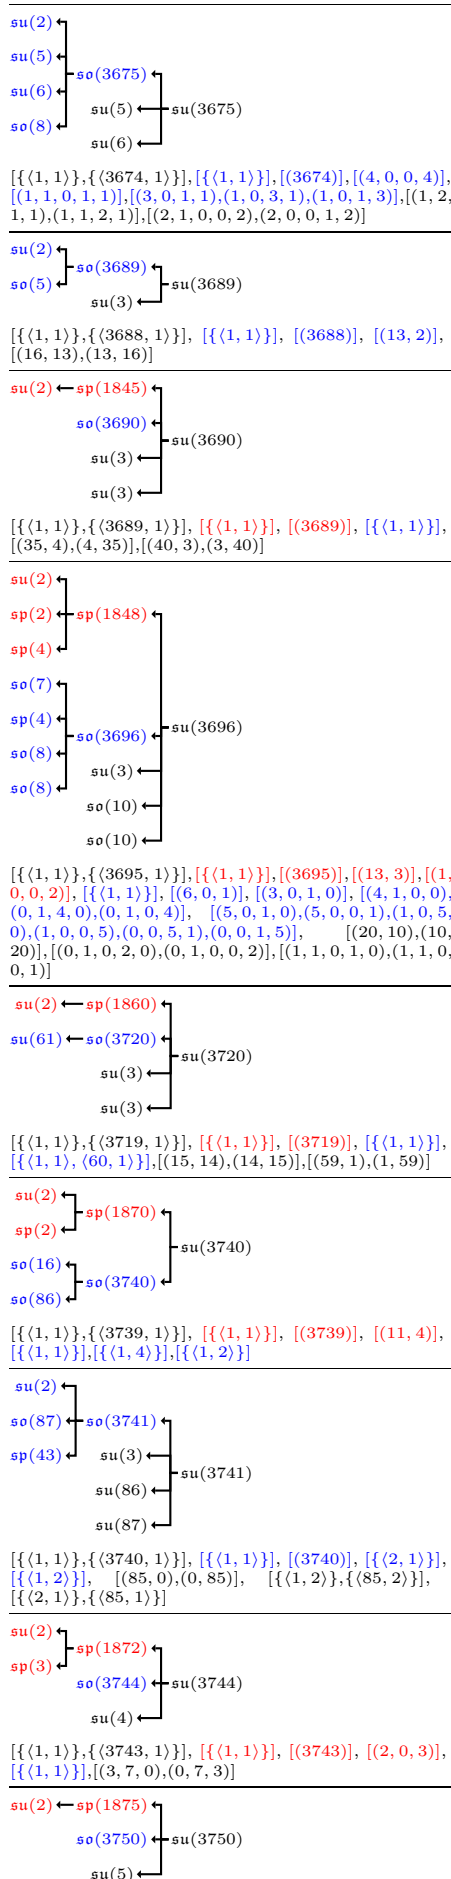 𝔰𝔲(2)
𝔰𝔲(5)
𝔰𝔲(6)
𝔰𝔬(8)
𝔰𝔬(3675)
𝔰𝔲(5)
𝔰𝔲(6)
𝔰𝔲(3675)
[{⟨1, 1⟩},{⟨3674, 1⟩}],[{⟨1, 1⟩}],[(3674)],[(4, 0, 0, 4)],
[(1, 1, 0, 1, 1)],[(3, 0, 1, 1),(1, 0, 3, 1),(1, 0, 1, 3)],[(1, 2,
1, 1),(1, 1, 2, 1)],[(2, 1, 0, 0, 2),(2, 0, 0, 1, 2)]
𝔰𝔲(2)
𝔰𝔬(5)
𝔰𝔬(3689)
𝔰𝔲(3)
𝔰𝔲(3689)
[{⟨1, 1⟩},{⟨3688, 1⟩}], [{⟨1, 1⟩}], [(3688)], [(13, 2)],
[(16, 13),(13, 16)]
𝔰𝔲(2)
𝔰𝔭(1845)
𝔰𝔬(3690)
𝔰𝔲(3)
𝔰𝔲(3)
𝔰𝔲(3690)
[{⟨1, 1⟩},{⟨3689, 1⟩}], [{⟨1, 1⟩}], [(3689)], [{⟨1, 1⟩}],
[(35, 4),(4, 35)],[(40, 3),(3, 40)]
𝔰𝔲(2)
𝔰𝔭(2)
𝔰𝔭(4)
𝔰𝔭(1848)
𝔰𝔬(7)
𝔰𝔭(4)
𝔰𝔬(8)
𝔰𝔬(8)
𝔰𝔬(3696)
𝔰𝔲(3)
𝔰𝔬(10)
𝔰𝔬(10)
𝔰𝔲(3696)
[{⟨1, 1⟩},{⟨3695, 1⟩}],[{⟨1, 1⟩}],[(3695)],[(13, 3)],[(1,
0, 0, 2)], [{⟨1, 1⟩}], [(6, 0, 1)], [(3, 0, 1, 0)], [(4, 1, 0, 0),
(0, 1, 4, 0),(0, 1, 0, 4)], [(5, 0, 1, 0),(5, 0, 0, 1),(1, 0, 5,
0),(1, 0, 0, 5),(0, 0, 5, 1),(0, 0, 1, 5)], [(20, 10),(10,
20)],[(0, 1, 0, 2, 0),(0, 1, 0, 0, 2)],[(1, 1, 0, 1, 0),(1, 1, 0,
0, 1)]
𝔰𝔲(2)
𝔰𝔭(1860)
𝔰𝔲(61)
𝔰𝔬(3720)
𝔰𝔲(3)
𝔰𝔲(3)
𝔰𝔲(3720)
[{⟨1, 1⟩},{⟨3719, 1⟩}], [{⟨1, 1⟩}], [(3719)], [{⟨1, 1⟩}],
[{⟨1, 1⟩, ⟨60, 1⟩}],[(15, 14),(14, 15)],[(59, 1),(1, 59)]
𝔰𝔲(2)
𝔰𝔭(2)
𝔰𝔭(1870)
𝔰𝔬(16)
𝔰𝔬(86)
𝔰𝔬(3740)
𝔰𝔲(3740)
[{⟨1, 1⟩},{⟨3739, 1⟩}], [{⟨1, 1⟩}], [(3739)], [(11, 4)],
[{⟨1, 1⟩}],[{⟨1, 4⟩}],[{⟨1, 2⟩}]
𝔰𝔲(2)
𝔰𝔬(87)
𝔰𝔭(43)
𝔰𝔬(3741)
𝔰𝔲(3)
𝔰𝔲(86)
𝔰𝔲(87)
𝔰𝔲(3741)
[{⟨1, 1⟩},{⟨3740, 1⟩}], [{⟨1, 1⟩}], [(3740)], [{⟨2, 1⟩}],
[{⟨1, 2⟩}], [(85, 0),(0, 85)], [{⟨1, 2⟩},{⟨85, 2⟩}],
[{⟨2, 1⟩},{⟨85, 1⟩}]
𝔰𝔲(2)
𝔰𝔭(3)
𝔰𝔭(1872)
𝔰𝔬(3744)
𝔰𝔲(4)
𝔰𝔲(3744)
[{⟨1, 1⟩},{⟨3743, 1⟩}], [{⟨1, 1⟩}], [(3743)], [(2, 0, 3)],
[{⟨1, 1⟩}],[(3, 7, 0),(0, 7, 3)]
𝔰𝔲(2)
𝔰𝔭(1875)
𝔰𝔬(3750)
𝔰𝔲(5)
𝔰𝔲(3750)